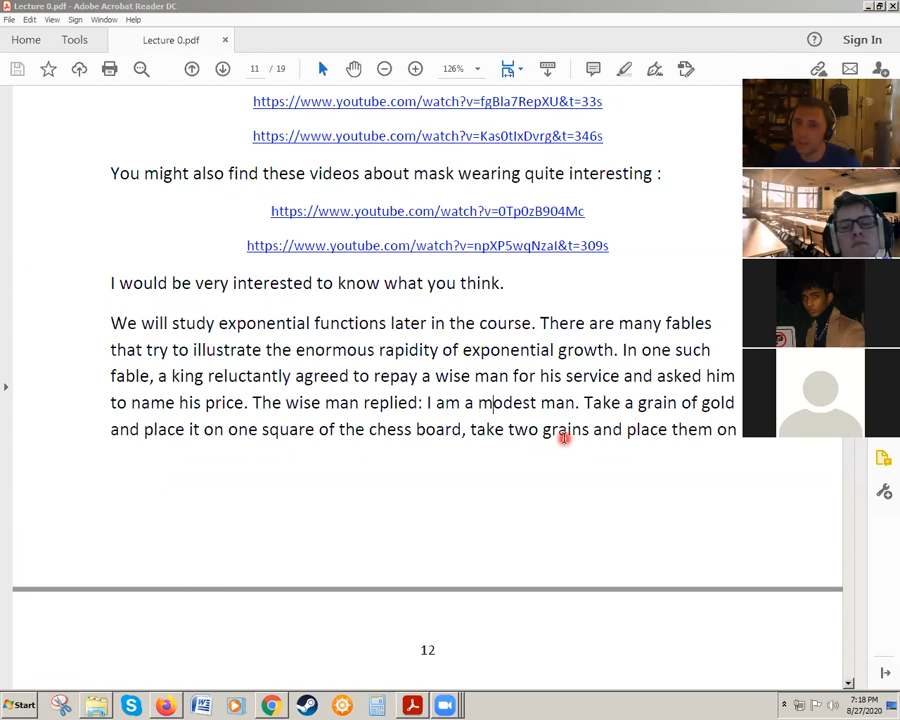 Lecture 0.pdf - Adobe Acrobat Reader DC
File Edit View Sign Window Help
Home Tools Lecture 0.pdf × Sign In
11 / 19 126%
https://www.youtube.com/watch?v=fgBla7RepXU&t=33s
https://www.youtube.com/watch?v=Kas0tIxDvrg&t=346s
You might also find these videos about mask wearing quite interesting :
https://www.youtube.com/watch?v=0Tp0zB904Mc
https://www.youtube.com/watch?v=npXP5wqNzaI&t=309s
I would be very interested to know what you think.
We will study exponential functions later in the course. There are many fables
that try to illustrate the enormous rapidity of exponential growth. In one such
fable, a king reluctantly agreed to repay a wise man for his service and asked him
to name his price. The wise man replied: I am a modest man. Take a grain of gold
and place it on one square of the chess board, take two grains and place them on
12
Start
7:18 PM
8/27/2020